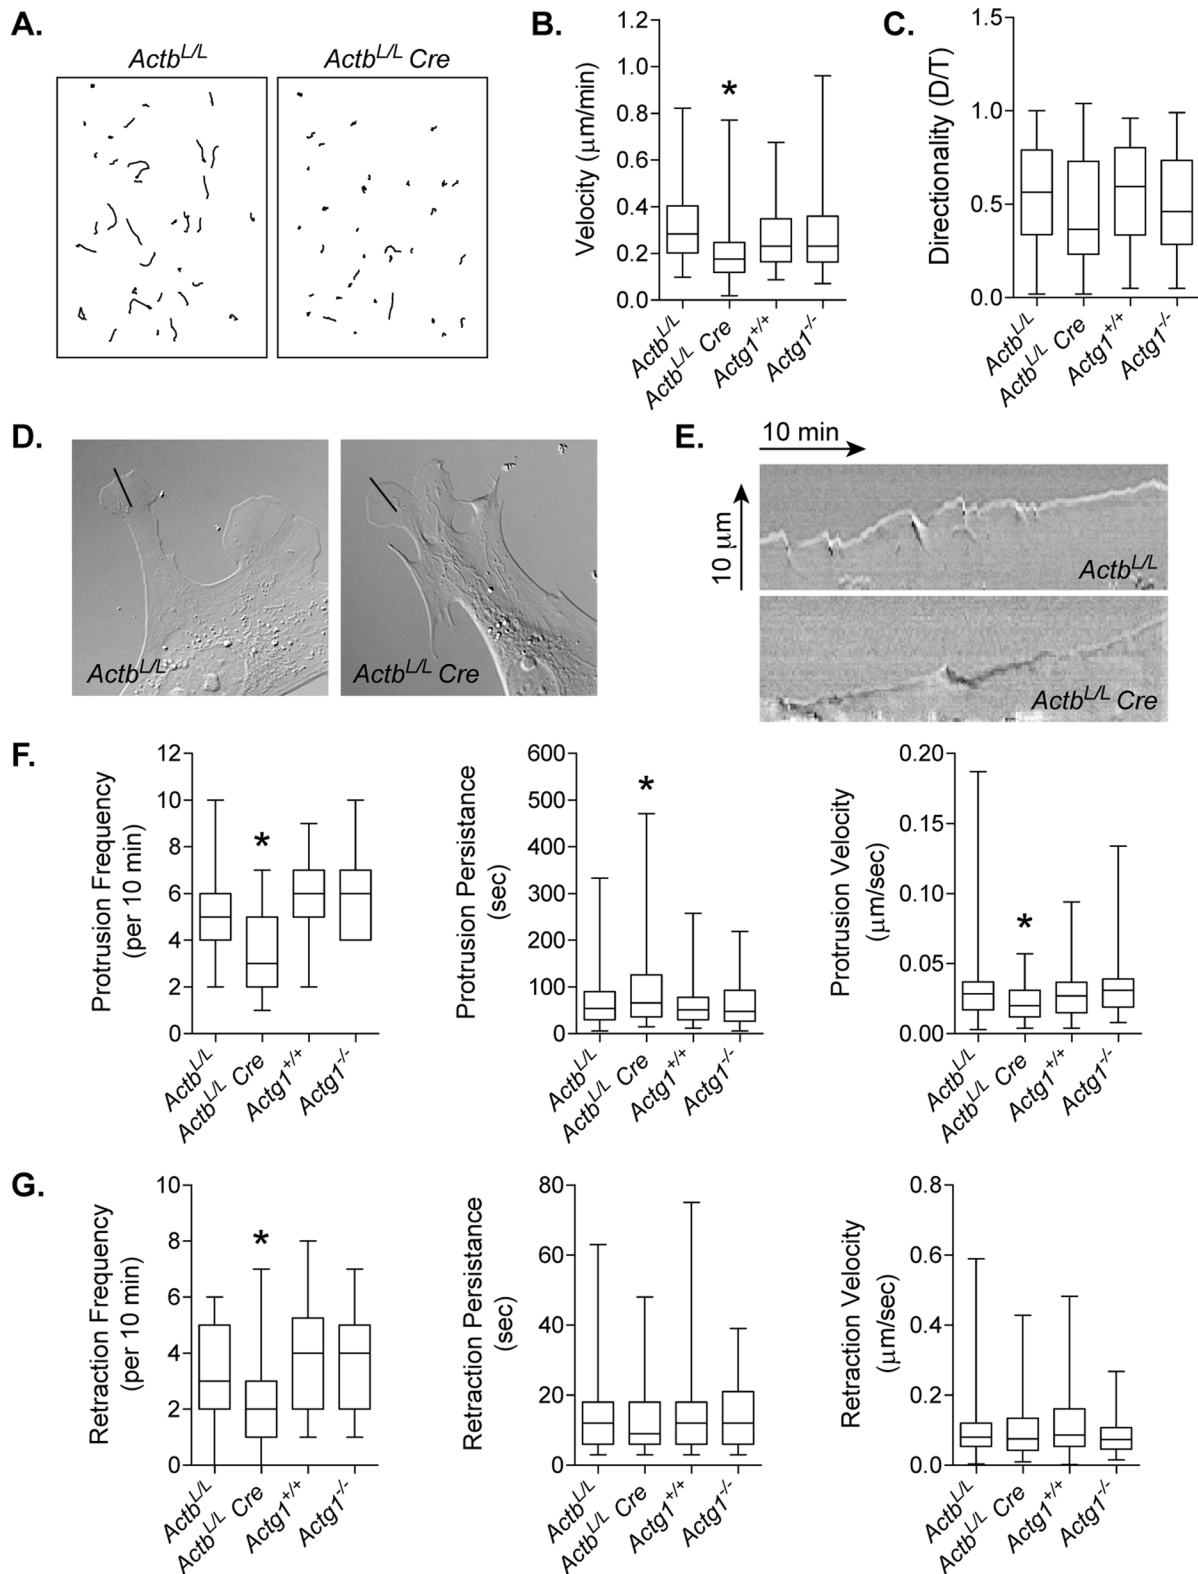 A.
Actb^L/L
Actb^L/L Cre
B.
Velocity (μm/min)
1.2
1.0
0.8
0.6
0.4
0.2
0.0
*
Actb^L/L
Actb^L/L Cre
Actg1^+/+
Actg1^-/-
C.
Directionality (D/T)
1.5
1.0
0.5
0.0
Actb^L/L
Actb^L/L Cre
Actg1^+/+
Actg1^-/-
D.
Actb^L/L
Actb^L/L Cre
E.
10 min
10 μm
Actb^L/L
Actb^L/L Cre
F.
Protrusion Frequency
(per 10 min)
12
10
8
6
4
2
0
*
Actb^L/L
Actb^L/L Cre
Actg1^+/+
Actg1^-/-
Protrusion Persistance
(sec)
600
500
400
300
200
100
0
*
Actb^L/L
Actb^L/L Cre
Actg1^+/+
Actg1^-/-
Protrusion Velocity
(μm/sec)
0.20
0.15
0.10
0.05
0.00
*
Actb^L/L
Actb^L/L Cre
Actg1^+/+
Actg1^-/-
G.
Retraction Frequency
(per 10 min)
10
8
6
4
2
0
*
Actb^L/L
Actb^L/L Cre
Actg1^+/+
Actg1^-/-
Retraction Persistance
(sec)
80
60
40
20
0
Actb^L/L
Actb^L/L Cre
Actg1^+/+
Actg1^-/-
Retraction Velocity
(μm/sec)
0.8
0.6
0.4
0.2
0.0
Actb^L/L
Actb^L/L Cre
Actg1^+/+
Actg1^-/-